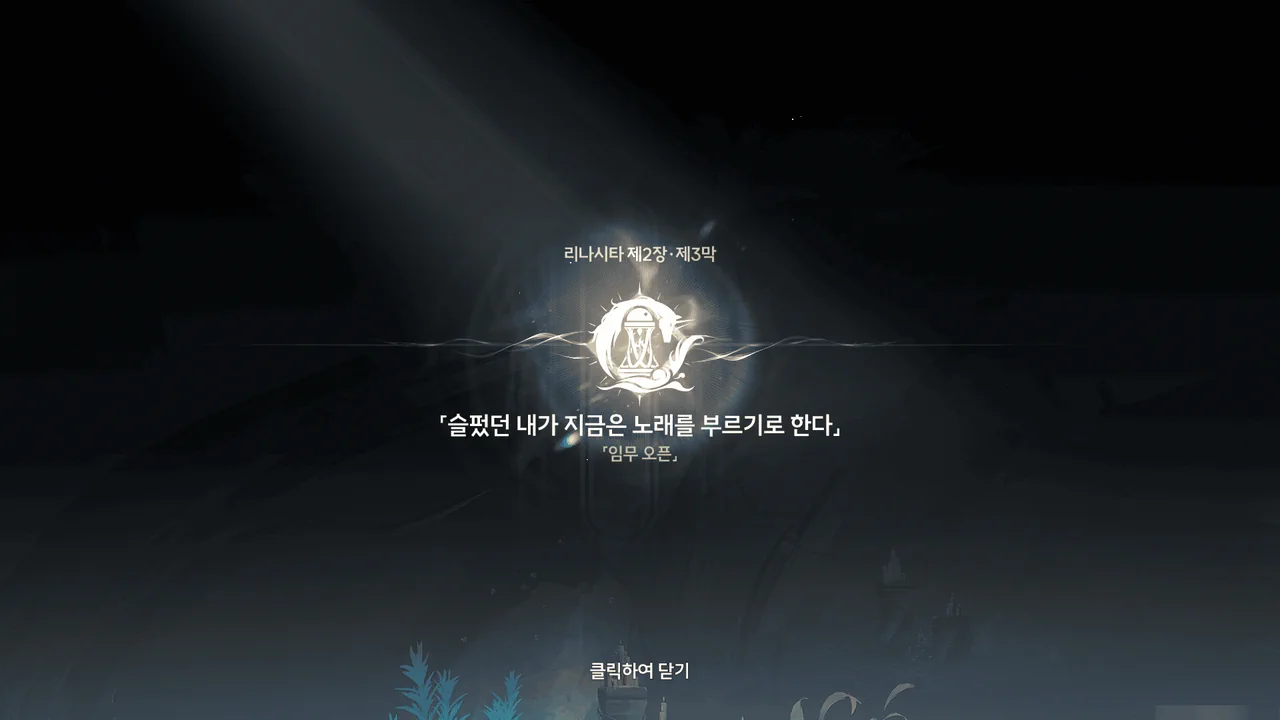 리나시타 제2장·제3막
「슬펐던 내가 지금은 노래를 부르기로 한다」
「임무 오픈」
클릭하여 닫기